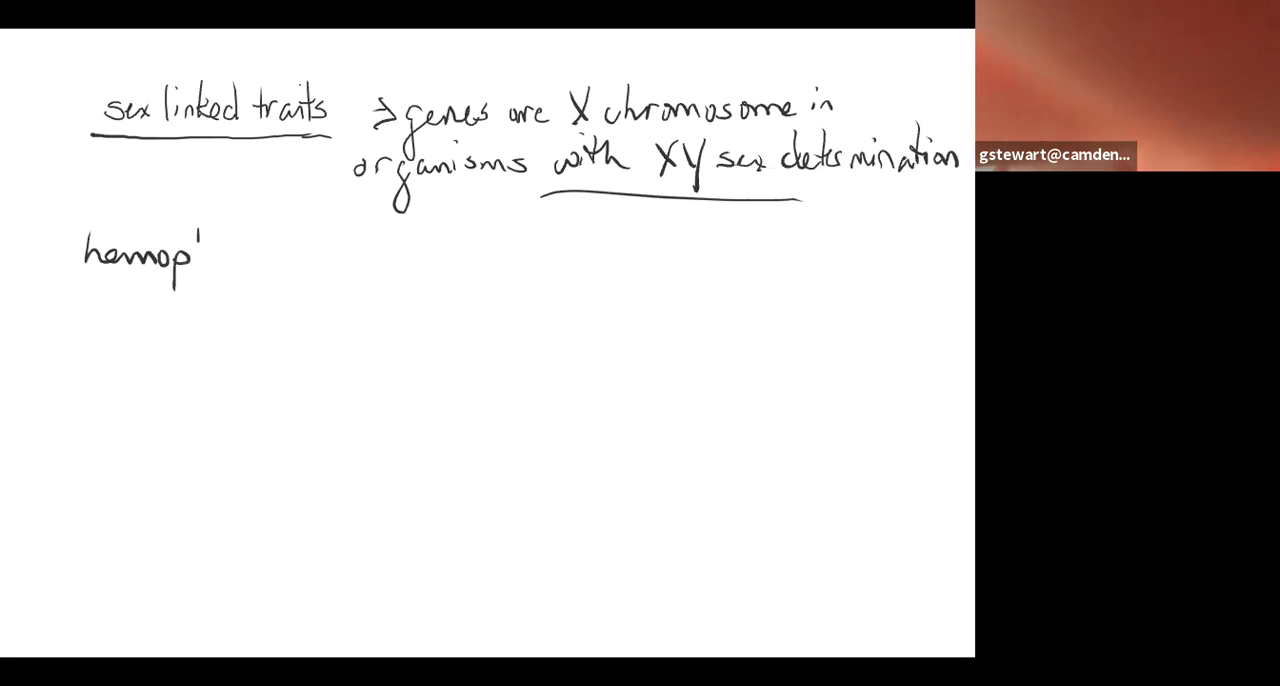 sex linked traits → genes are X chromosome in
organisms with XY sex determination
hemop'
gstewart@camden...